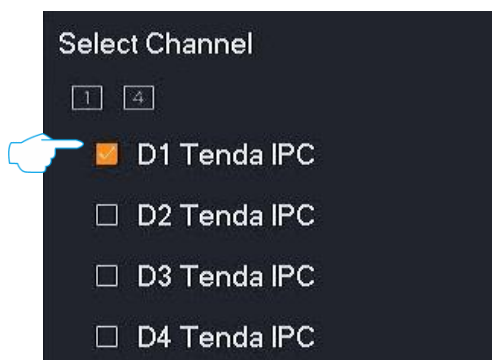 Select Channel
1 4
D1 Tenda IPC
D2 Tenda IPC
D3 Tenda IPC
D4 Tenda IPC